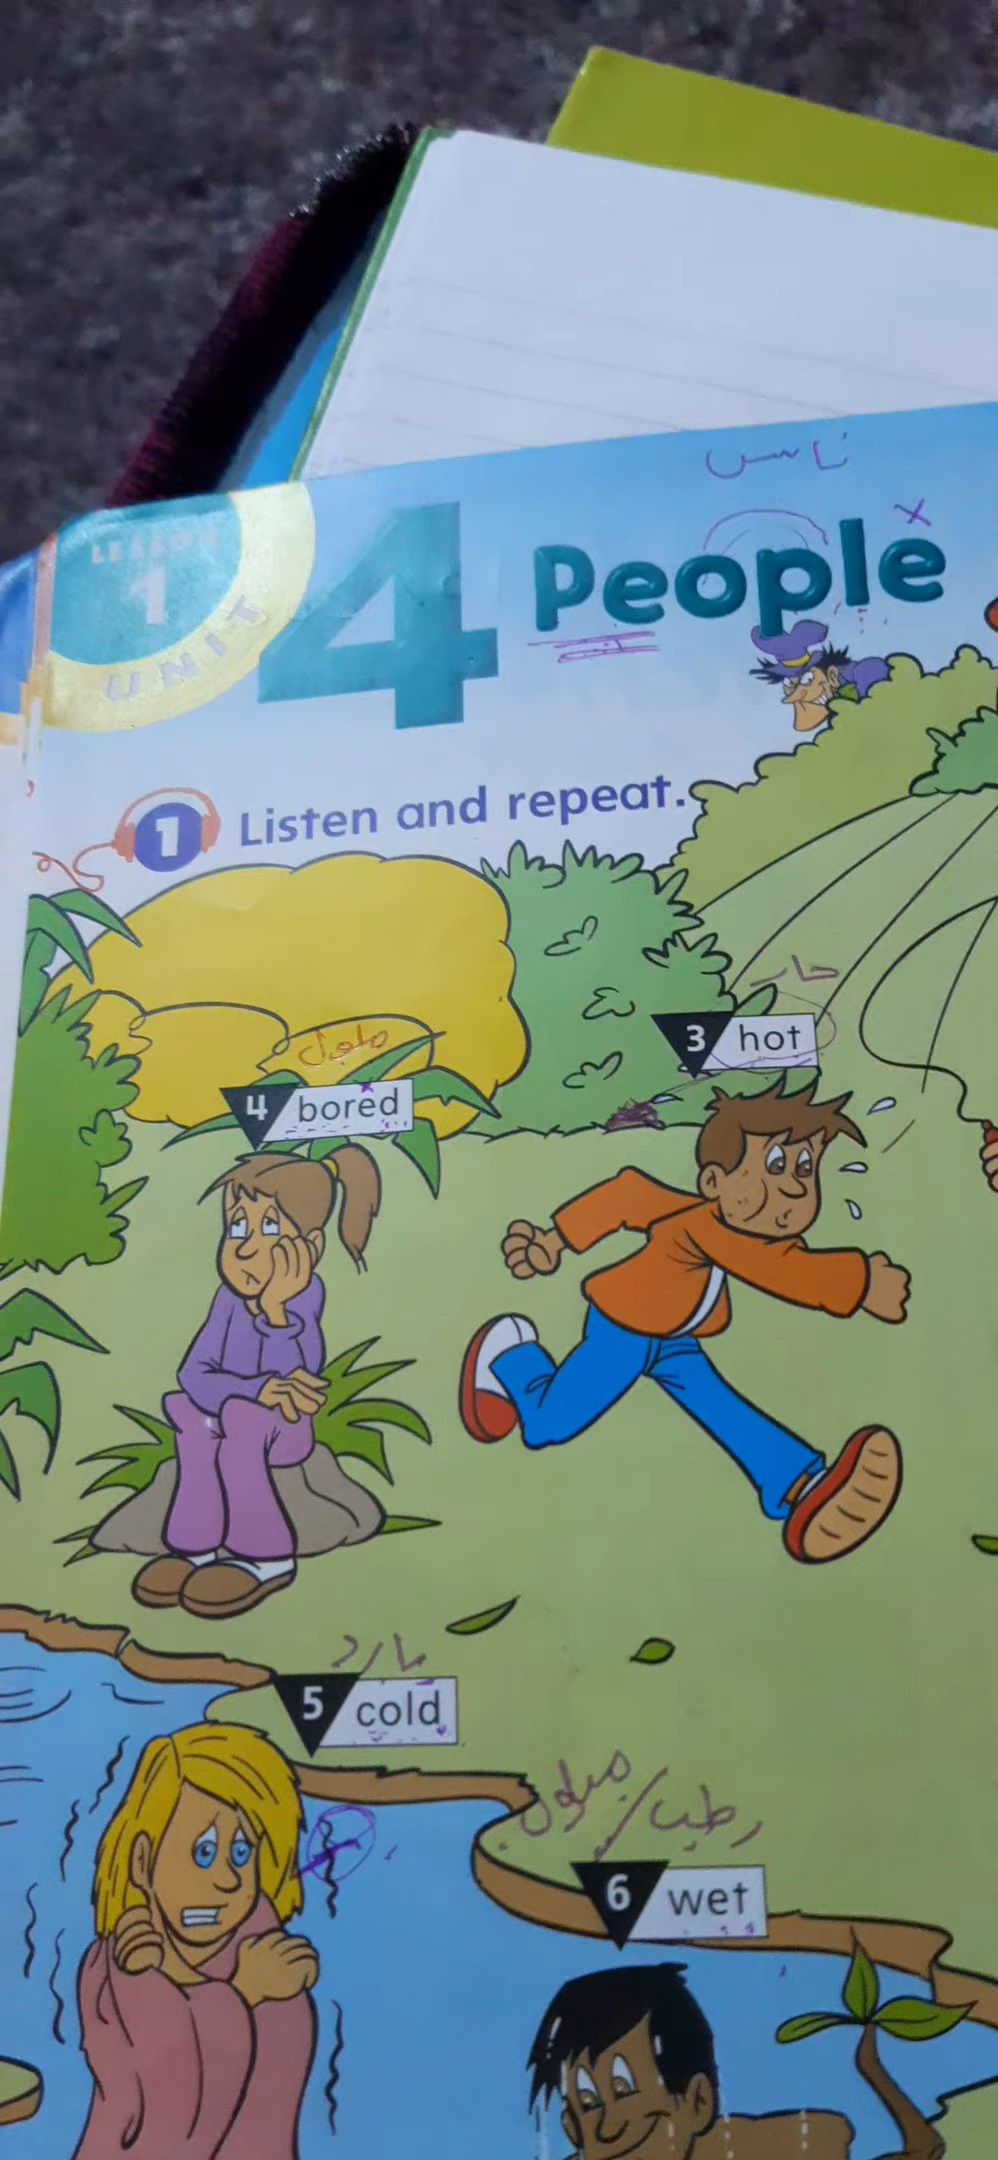 ناس
LESSON
1
UNIT
4 People
1 Listen and repeat.
حار
3 hot
4 bored
بارد
5 cold
رطب / مبلول
6 wet